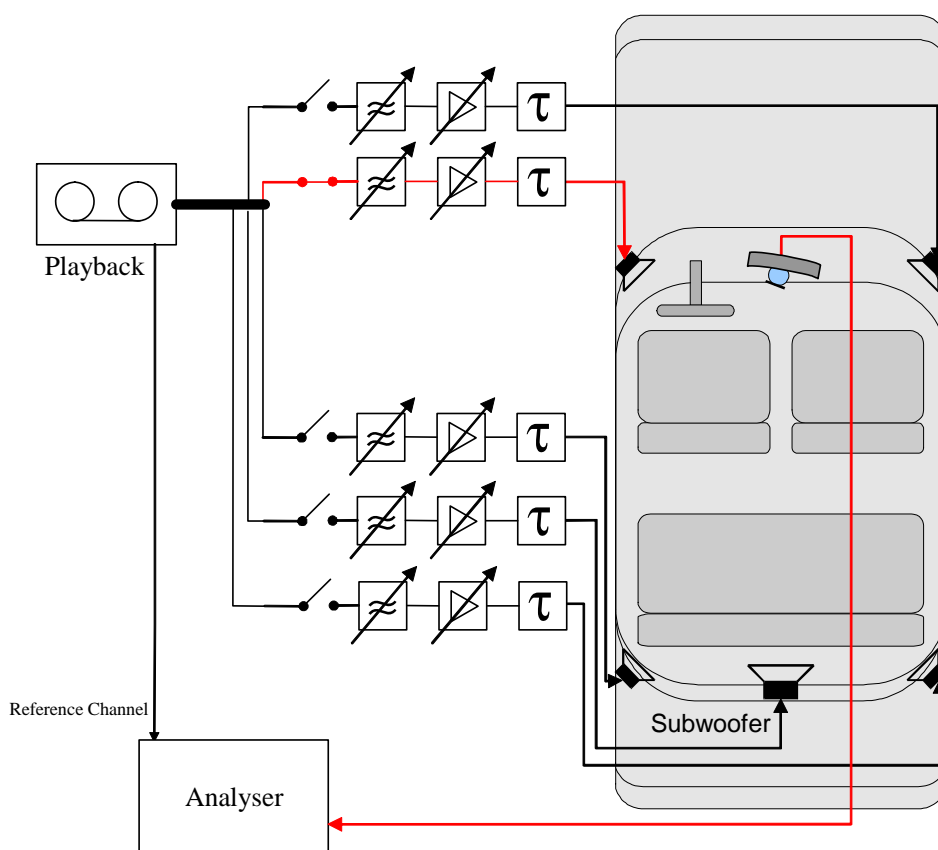 τ
τ
Playback
τ
τ
τ
Reference Channel
Subwoofer
Analyser